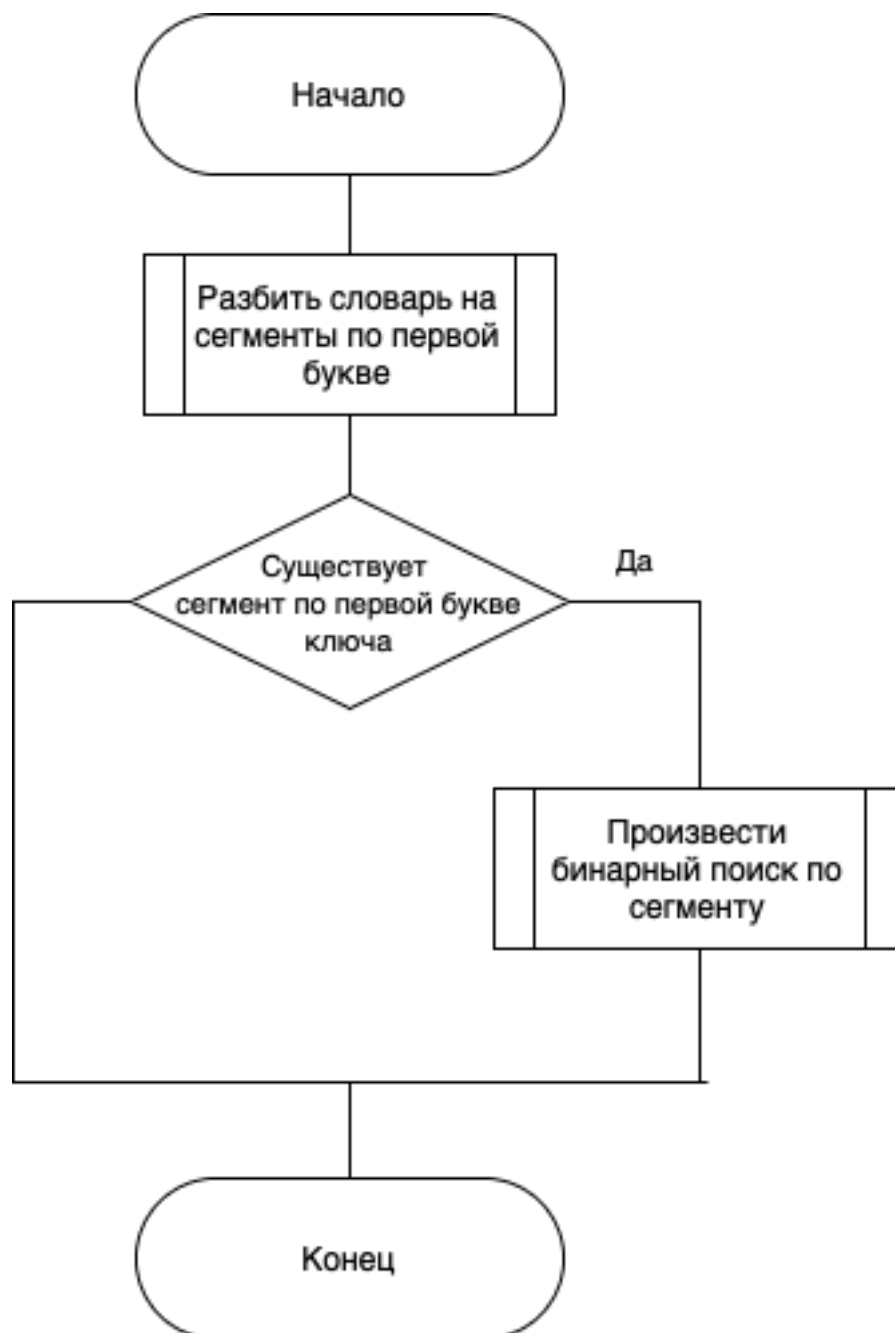 Начало
Разбить словарь на
сегменты по первой
букве
Существует
сегмент по первой букве
ключа
Да
Произвести
бинарный поиск по
сегменту
Конец